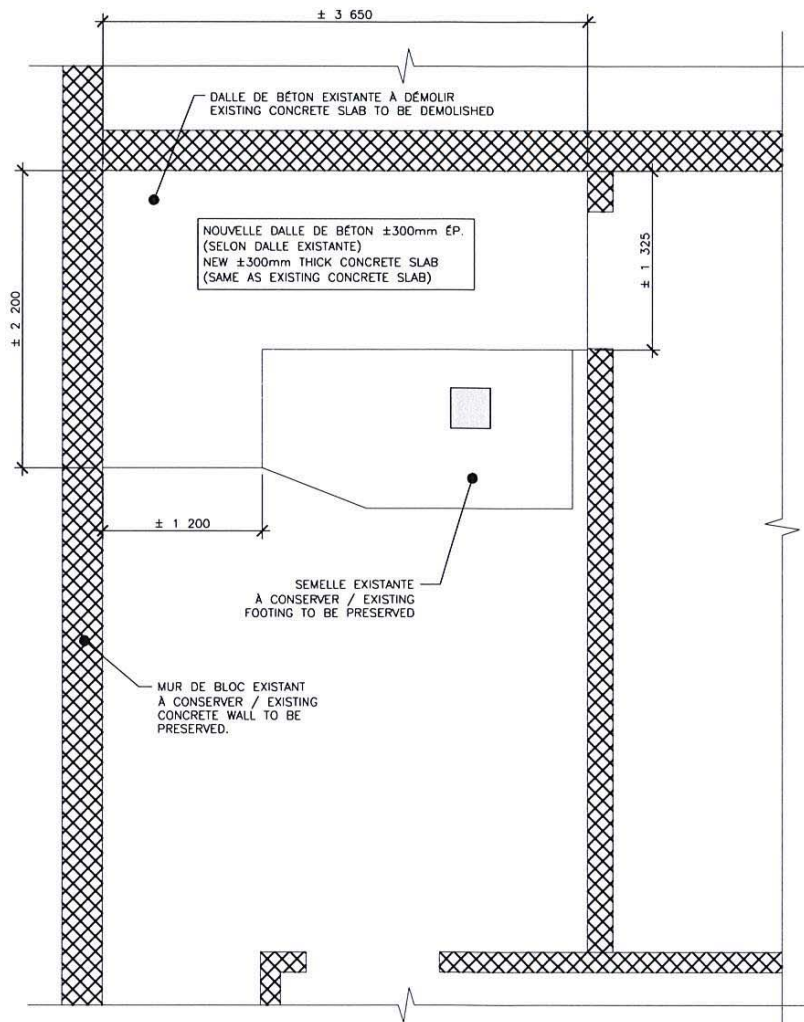 ± 3 650
DALLE DE BÉTON EXISTANTE À DÉMOLIR
EXISTING CONCRETE SLAB TO BE DEMOLISHED
NOUVELLE DALLE DE BÉTON ±300mm ÉP.
(SELON DALLE EXISTANTE)
NEW ±300mm THICK CONCRETE SLAB
(SAME AS EXISTING CONCRETE SLAB)
± 1 325
± 2 200
± 1 200
SEMELLE EXISTANTE
À CONSERVER / EXISTING
FOOTING TO BE PRESERVED
MUR DE BLOC EXISTANT
À CONSERVER / EXISTING
CONCRETE WALL TO BE
PRESERVED.